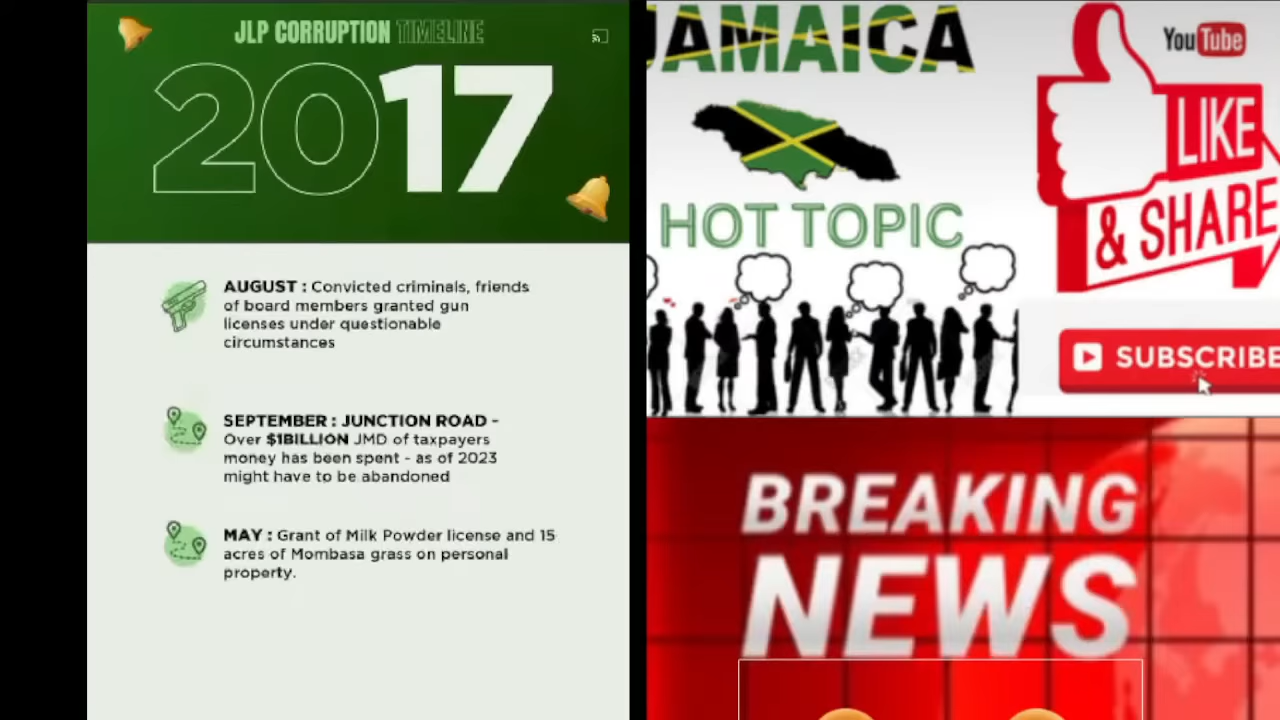 JLP CORRUPTION TIMELINE
2017
AUGUST : Convicted criminals, friends
of board members granted gun
licenses under questionable
circumstances
SEPTEMBER : JUNCTION ROAD -
Over $1BILLION JMD of taxpayers
money has been spent - as of 2023
might have to be abandoned
MAY : Grant of Milk Powder license and 15
acres of Mombasa grass on personal
property.
JAMAICA
HOT TOPIC
YouTube
LIKE
& SHARE
SUBSCRIBE
BREAKING
NEWS